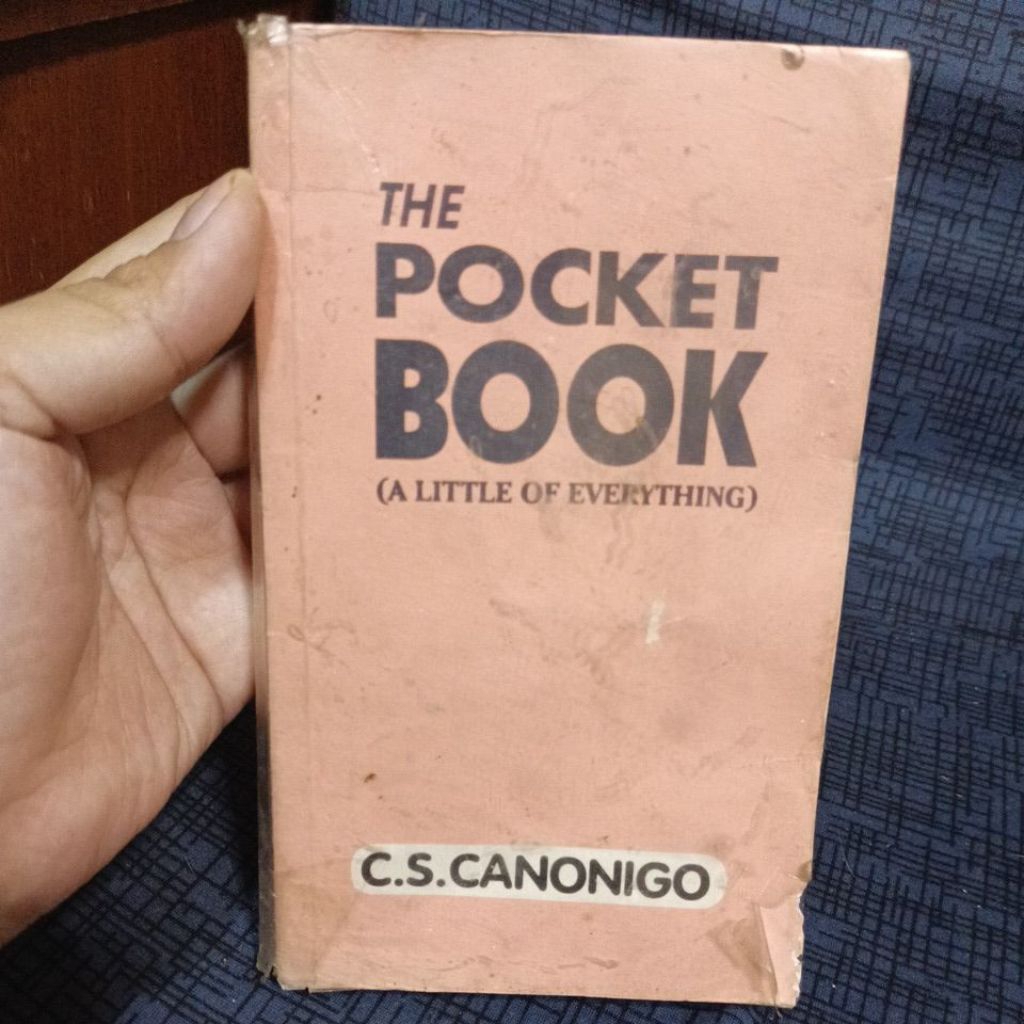 THE
POCKET
BOOK
(A LITTLE OF EVERYTHING)
C.S.CANONIGO